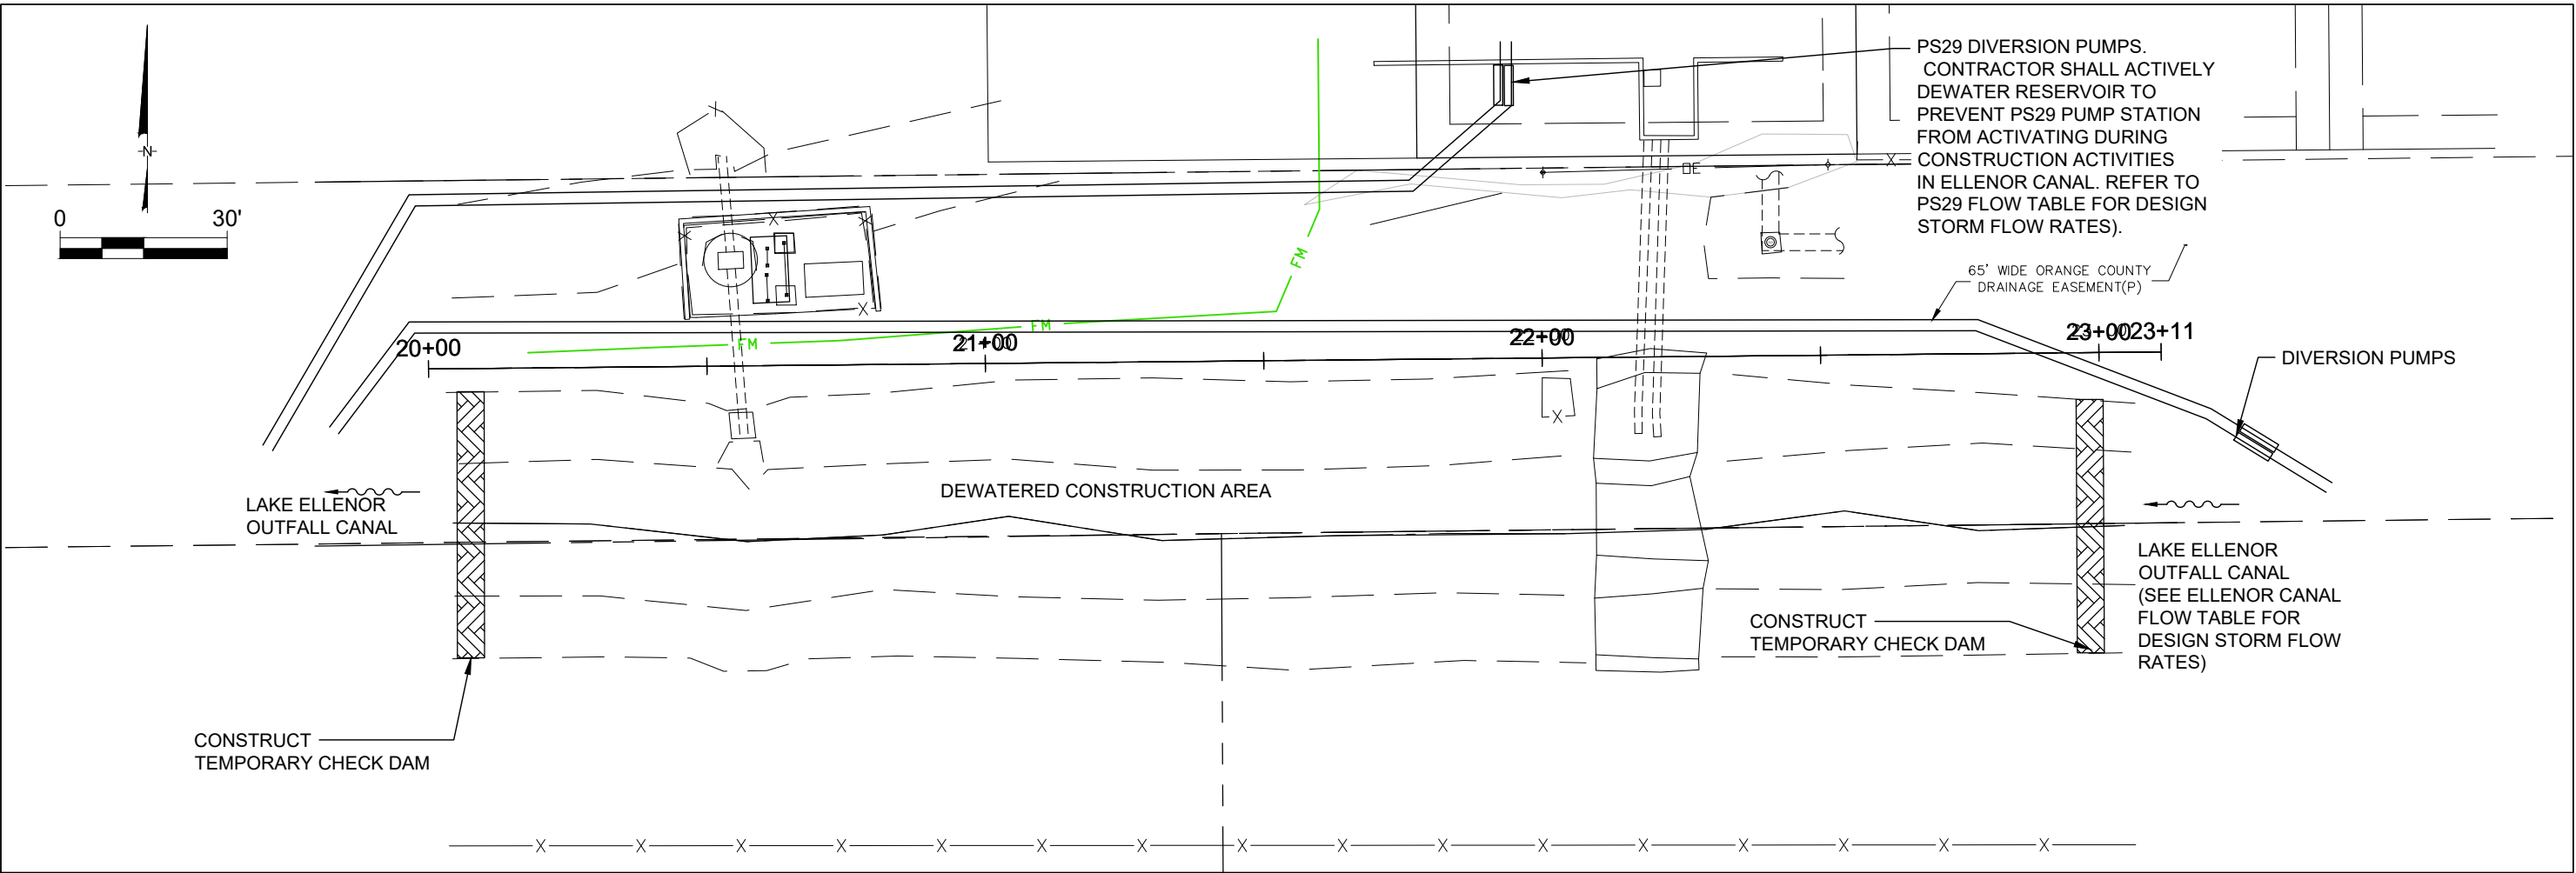 PS29 DIVERSION PUMPS.
CONTRACTOR SHALL ACTIVELY
DEWATER RESERVOIR TO
PREVENT PS29 PUMP STATION
FROM ACTIVATING DURING
CONSTRUCTION ACTIVITIES
IN ELLENOR CANAL. REFER TO
PS29 FLOW TABLE FOR DESIGN
STORM FLOW RATES).
N
0 30'
X
X
X
X
X
X
E
FM
65' WIDE ORANGE COUNTY
DRAINAGE EASEMENT(P)
FM
FM
20+00
21+00
22+00
23+00
23+11
DIVERSION PUMPS
X
DEWATERED CONSTRUCTION AREA
LAKE ELLENOR
OUTFALL CANAL
LAKE ELLENOR
OUTFALL CANAL
(SEE ELLENOR CANAL
FLOW TABLE FOR
DESIGN STORM FLOW
RATES)
CONSTRUCT
TEMPORARY CHECK DAM
CONSTRUCT
TEMPORARY CHECK DAM
X X X X X X X X X X X X X X X X